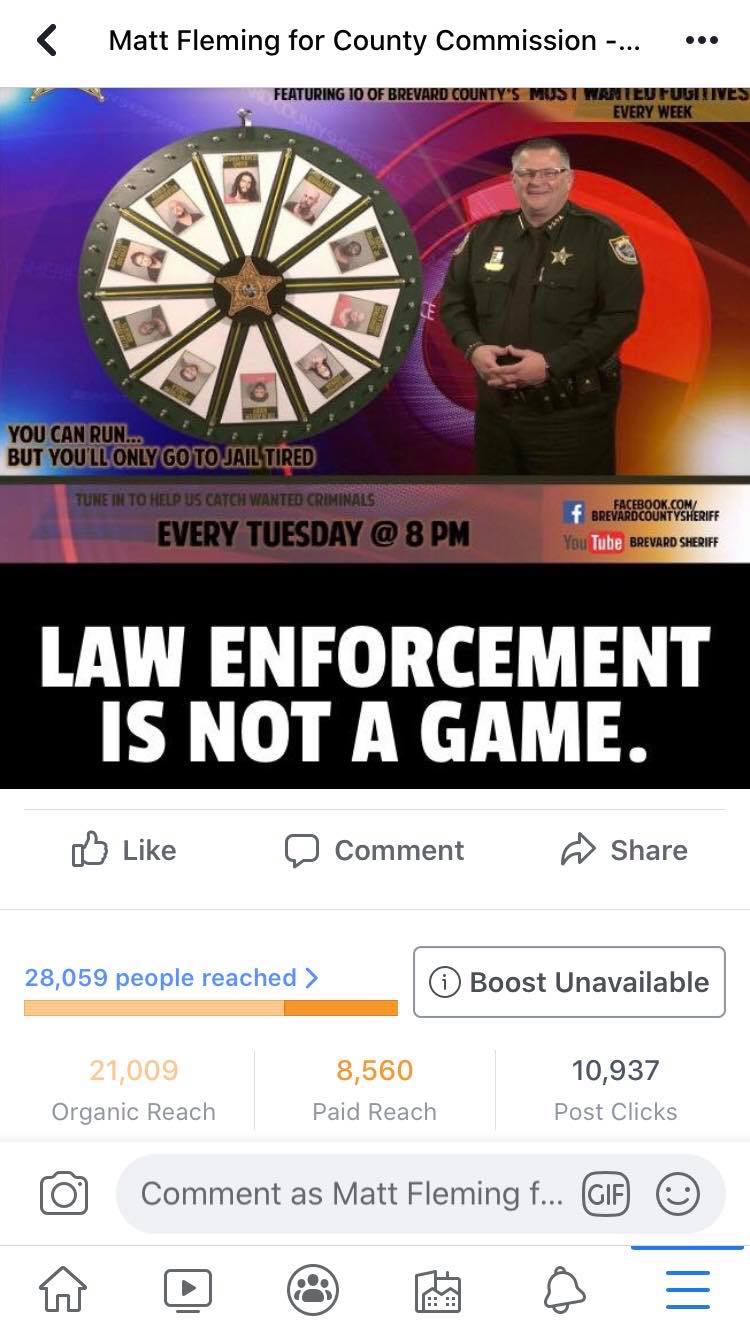 Matt Fleming for County Commission -...
FEATURING 10 OF BREVARD COUNTY'S MOST WANTED FUGITIVES
EVERY WEEK
YOU CAN RUN...
BUT YOU'LL ONLY GO TO JAIL TIRED
TUNE IN TO HELP US CATCH WANTED CRIMINALS
EVERY TUESDAY @ 8 PM
FACEBOOK.COM/
BREVARDCOUNTYSHERIFF
YouTube BREVARD SHERIFF
LAW ENFORCEMENT
IS NOT A GAME.
Like
Comment
Share
28,059 people reached
Boost Unavailable
21,009
Organic Reach
8,560
Paid Reach
10,937
Post Clicks
Comment as Matt Fleming f...
GIF